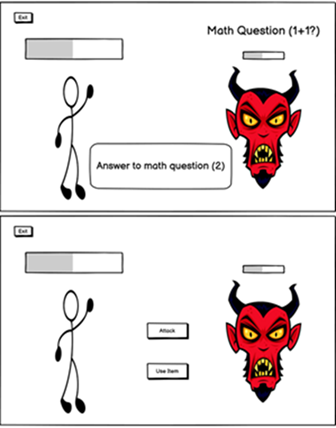 Exit
Math Question (1+1?)
Answer to math question (2)
Exit
Attack
Use Item